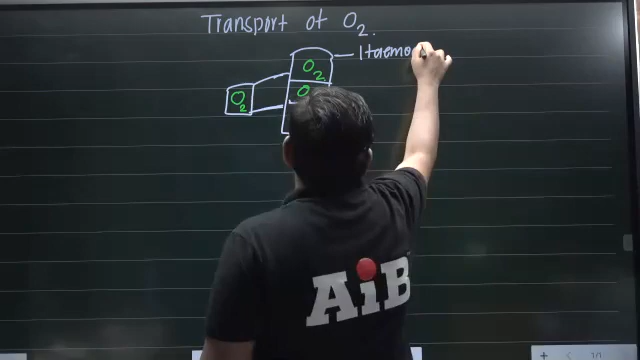 Transport of O2.
O2
Haemo
O2
O
AiB